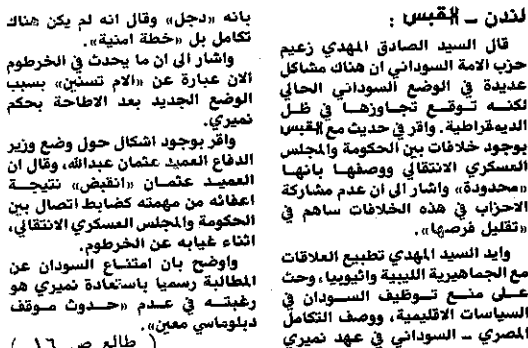 لندن - القبس :
قال السيد الصادق المهدي زعيم
حزب الامة السوداني ان هناك مشاكل
عديدة في الوضع السوداني الحالي
لكنه توقع تجاوزها في ظل
الديمقراطية. واقر في حديث مع القبس
بوجود خلافات بين الحكومة والمجلس
العسكري الانتقالي ووصفها بانها
«محدودة» واشار الى ان عدم مشاركة
الاحزاب في هذه الخلافات ساهم في
«تقليل فرصها».
وايد السيد المهدي تطبيع العلاقات
مع الجماهيرية الليبية واثيوبيا، وحث
على منع توظيف السودان في
السياسات الاقليمية، ووصف التكامل
المصري - السوداني في عهد نميري
بانه «دجل» وقال انه لم يكن هناك
تكامل بل «خطة امنية».
واشار الى ان ما يحدث في الخرطوم
الان عبارة عن «الام تسنين» بسبب
الوضع الجديد بعد الاطاحة بحكم
نميري.
واقر بوجود اشكال حول وضع وزير
الدفاع العميد عثمان عبدالله، وقال ان
العميد عثمان «انقبض» نتيجة
اعفائه من مهمته كضابط اتصال بين
الحكومة والمجلس العسكري الانتقالي،
اثناء غيابه عن الخرطوم.
واوضح بان امتناع السودان عن
المطالبة رسميا باستعادة نميري هو
رغبته في عدم «حدوث موقف
دبلوماسي معين».
( طالع ص ١٦ )